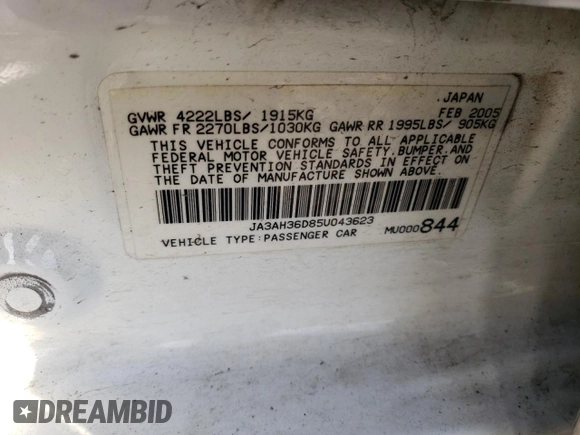 JAPAN
GVWR 4222LBS/ 1915KG FEB 2005
GAWR FR 2270LBS/1030KG GAWR RR 1995LBS/ 905KG
THIS VEHICLE CONFORMS TO ALL APPLICABLE
FEDERAL MOTOR VEHICLE SAFETY,BUMPER,AND
THEFT PREVENTION STANDARDS IN EFFECT ON
THE DATE OF MANUFACTURE SHOWN ABOVE.
JA3AH36D85U043623
VEHICLE TYPE:PASSENGER CAR MU000844
DREAMBID